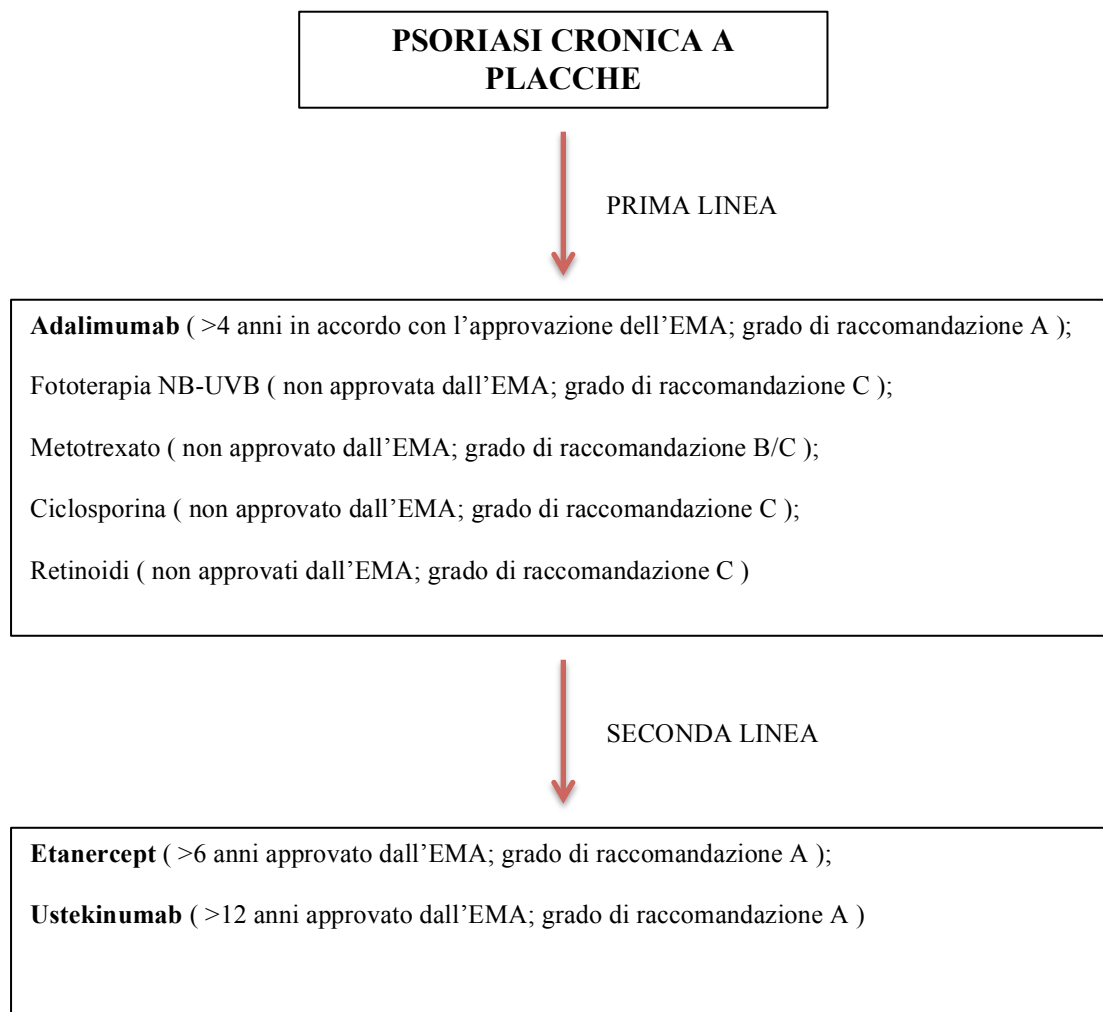 PSORIASI CRONICA A
PLACCHE
PRIMA LINEA
Adalimumab ( >4 anni in accordo con l’approvazione dell’EMA; grado di raccomandazione A );
Fototerapia NB-UVB ( non approvata dall’EMA; grado di raccomandazione C );
Metotrexato ( non approvato dall’EMA; grado di raccomandazione B/C );
Ciclosporina ( non approvato dall’EMA; grado di raccomandazione C );
Retinoidi ( non approvati dall’EMA; grado di raccomandazione C )
SECONDA LINEA
Etanercept ( >6 anni approvato dall’EMA; grado di raccomandazione A );
Ustekinumab ( >12 anni approvato dall’EMA; grado di raccomandazione A )